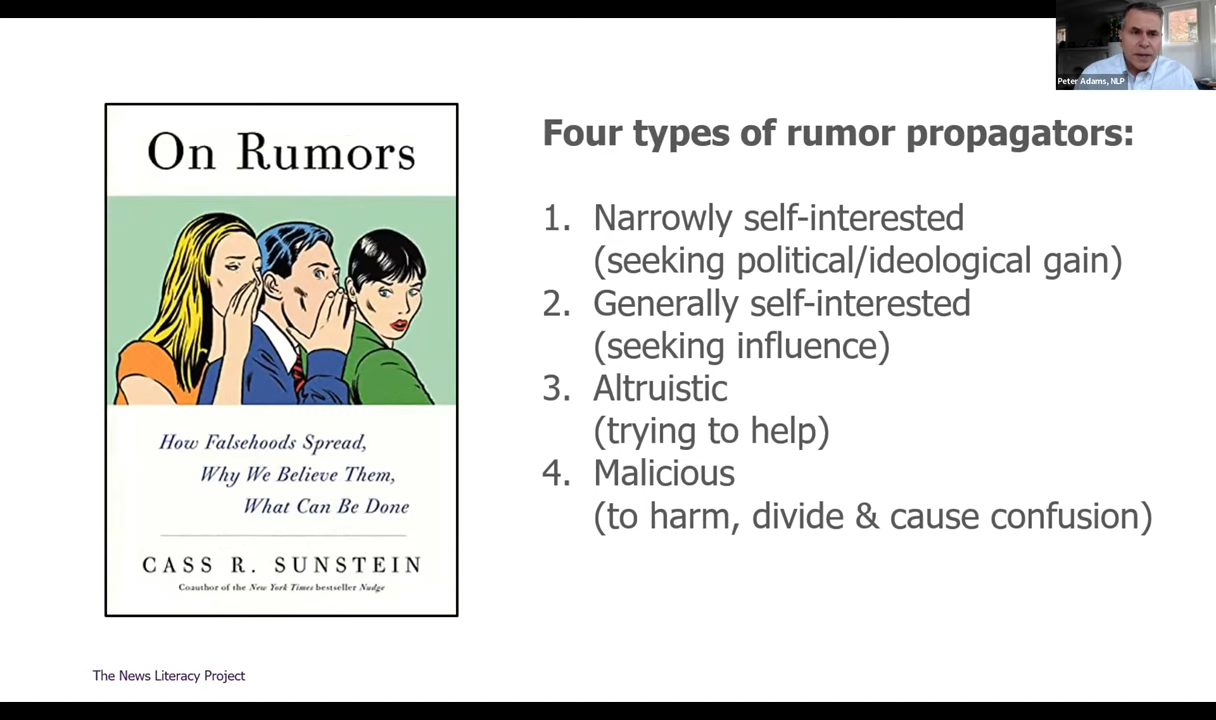 Peter Adams, NLP
On Rumors
How Falsehoods Spread,
Why We Believe Them,
What Can Be Done
CASS R. SUNSTEIN
Coauthor of the New York Times bestseller Nudge
Four types of rumor propagators:
1. Narrowly self-interested
(seeking political/ideological gain)
2. Generally self-interested
(seeking influence)
3. Altruistic
(trying to help)
4. Malicious
(to harm, divide & cause confusion)
The News Literacy Project